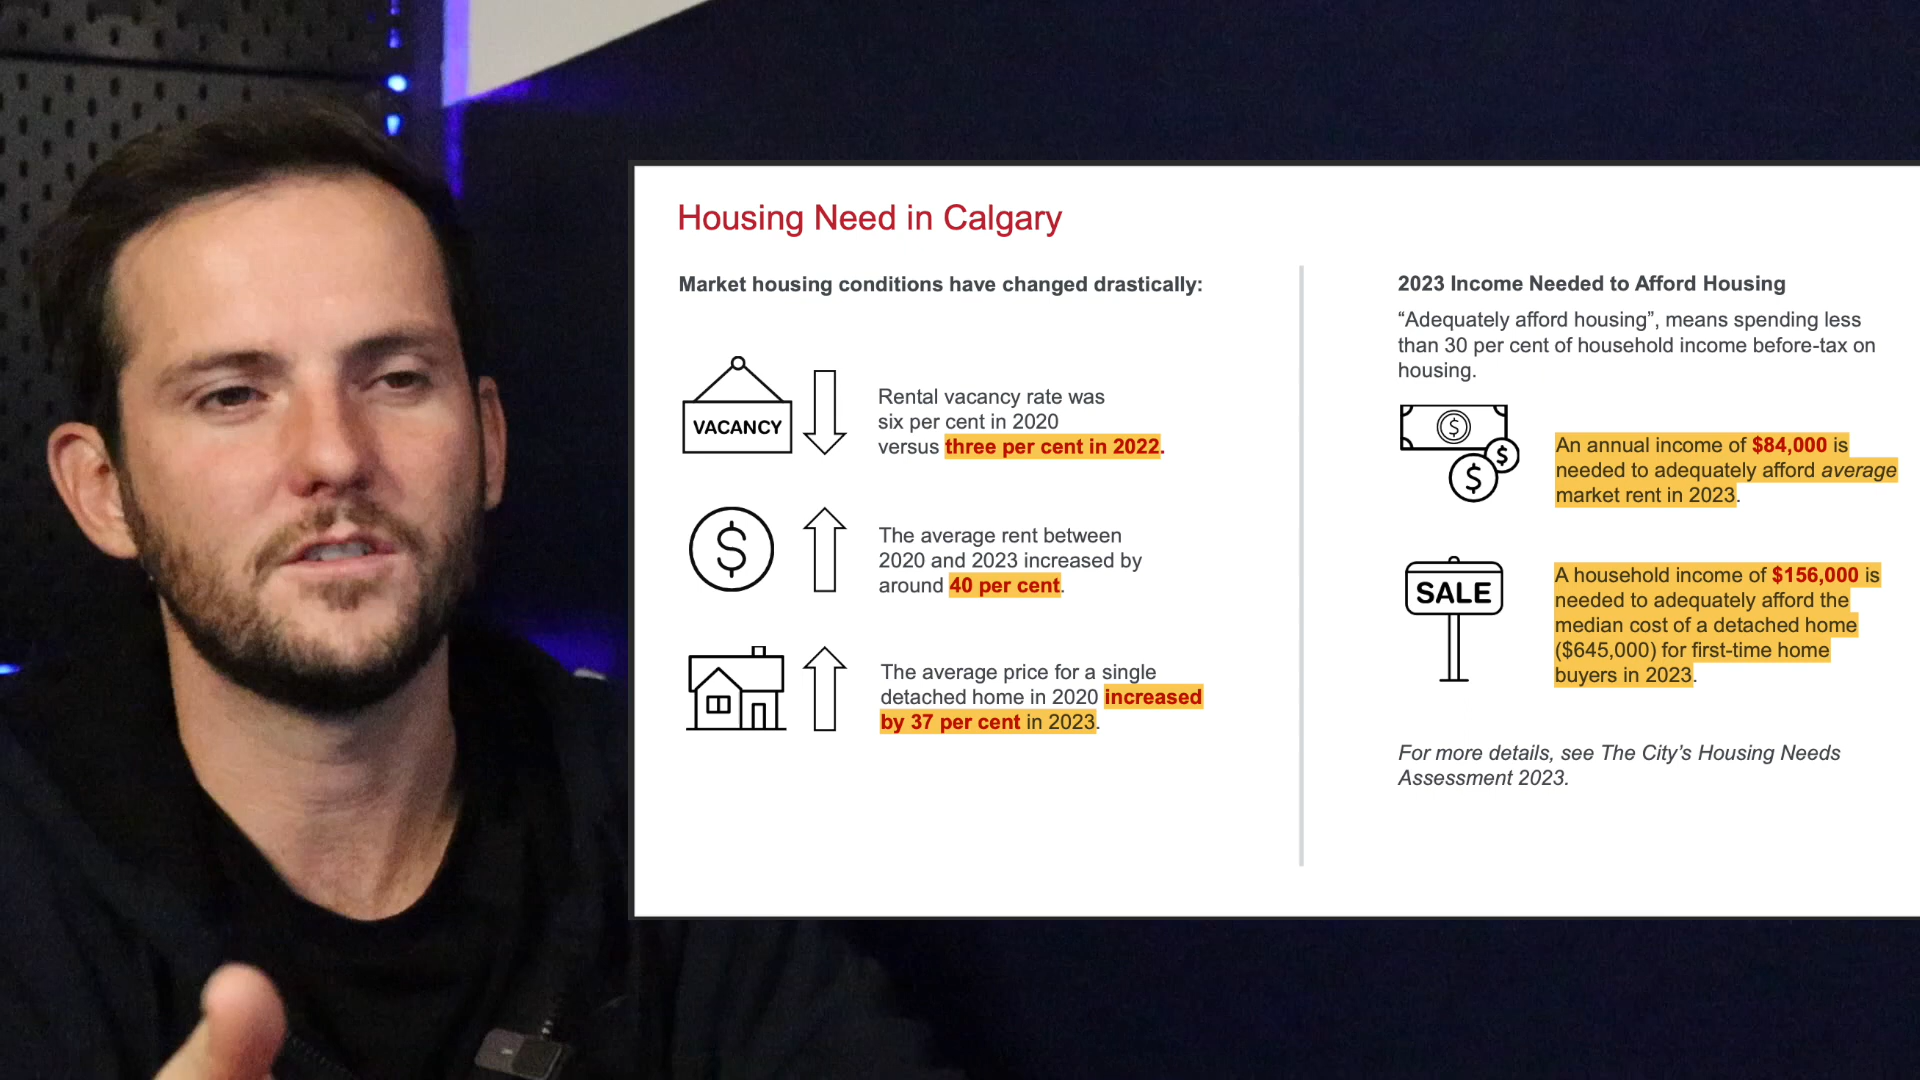 Housing Need in Calgary
Market housing conditions have changed drastically:
VACANCY
Rental vacancy rate was
six per cent in 2020
versus three per cent in 2022.
$
The average rent between
2020 and 2023 increased by
around 40 per cent.
The average price for a single
detached home in 2020 increased
by 37 per cent in 2023.
2023 Income Needed to Afford Housing
“Adequately afford housing”, means spending less
than 30 per cent of household income before-tax on
housing.
$
$
$
An annual income of $84,000 is
needed to adequately afford average
market rent in 2023.
SALE
A household income of $156,000 is
needed to adequately afford the
median cost of a detached home
($645,000) for first-time home
buyers in 2023.
For more details, see The City’s Housing Needs
Assessment 2023.